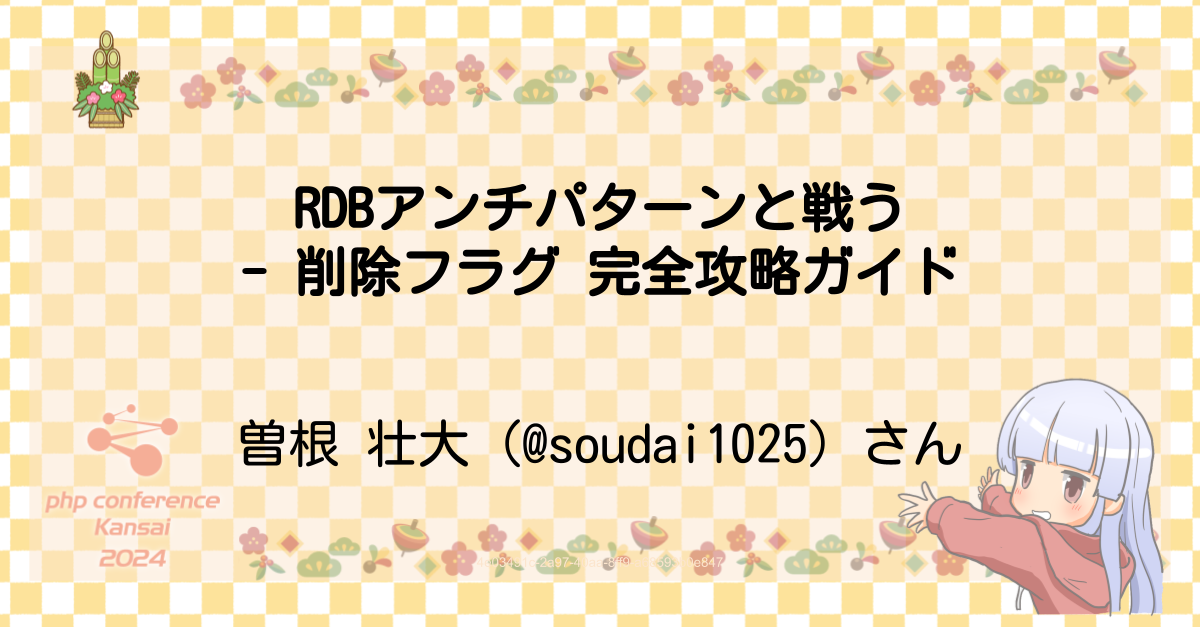 RDBアンチパターンと戦う
- 削除フラグ 完全攻略ガイド
曽根 壮大（@soudai1025）さん
php conference
Kansai
2024